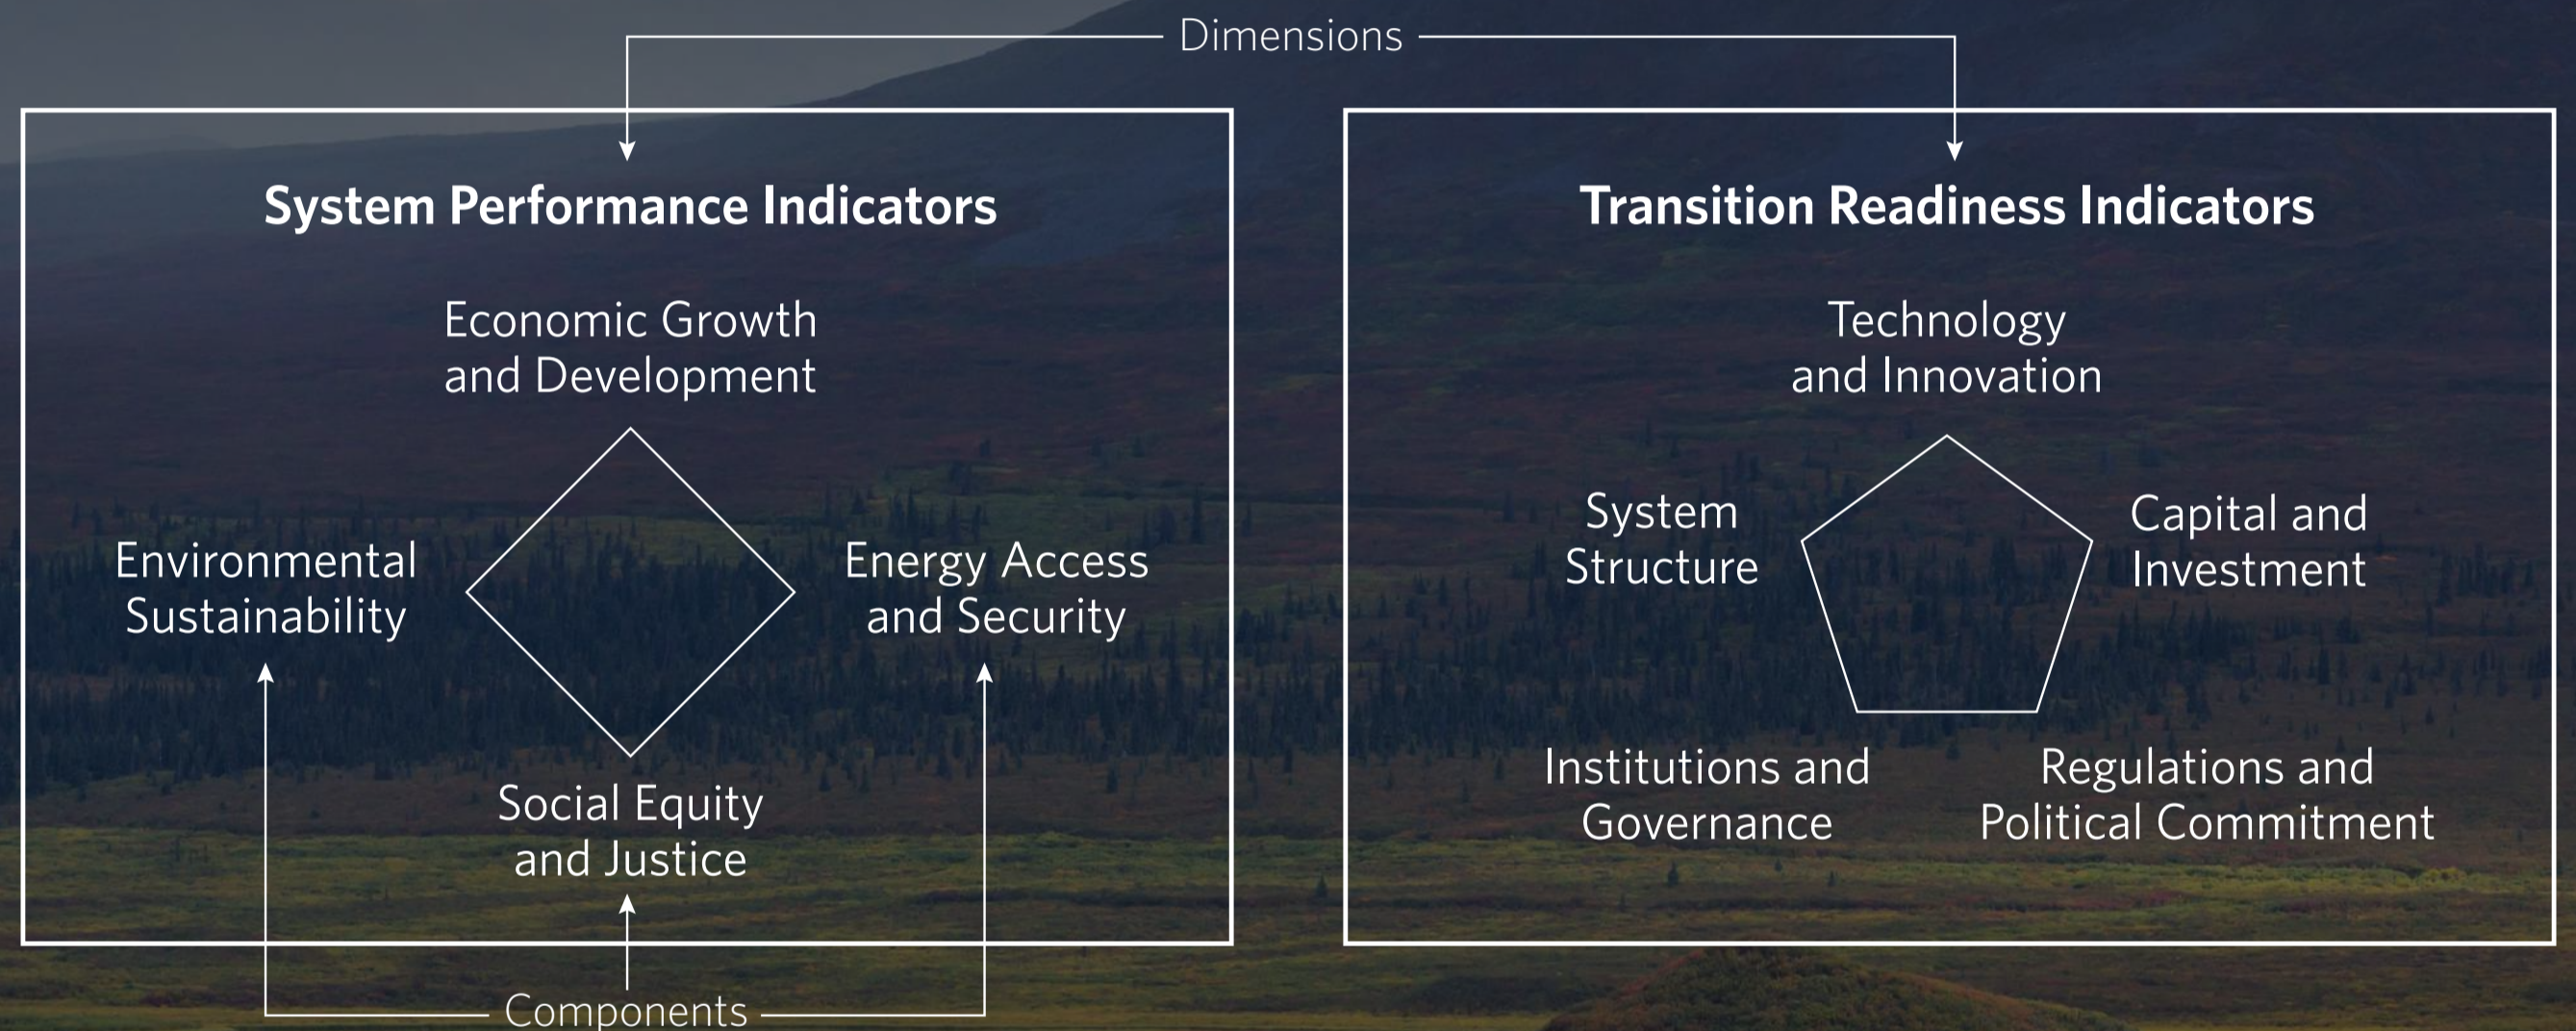 Dimensions
System Performance Indicators
Economic Growth
and Development
Environmental
Sustainability
Energy Access
and Security
Social Equity
and Justice
Components
Transition Readiness Indicators
Technology
and Innovation
System
Structure
Capital and
Investment
Institutions and
Governance
Regulations and
Political Commitment